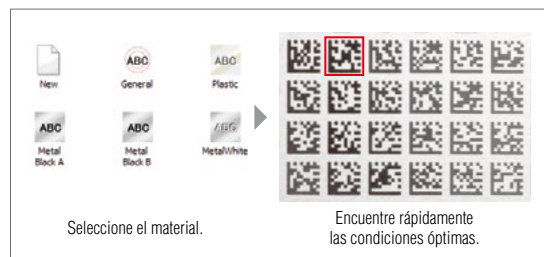 ABC
ABC
New
General
Plastic
ABC
ABC
ABC
Metal
Black A
Metal
Black B
MetalWhite
Seleccione el material.
Encuentre rápidamente
las condiciones óptimas.